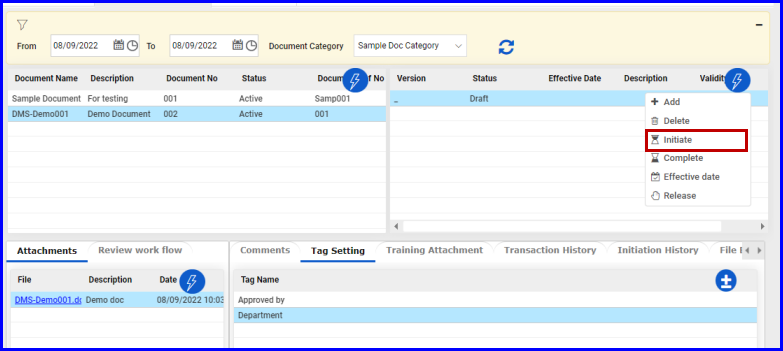 From 08/09/2022 To 08/09/2022 Document Category Sample Doc Category
Document Name Description Document No Status Docum f No
Sample Document For testing 001 Active Samp001
DMS-Demo001 Demo Document 002 Active 001
Version Status Effective Date Description Validity
_ Draft
Add
Delete
Initiate
Complete
Effective date
Release
Attachments Review work flow
File Description Date
DMS-Demo001.dc Demo doc 08/09/2022 10:03
Comments Tag Setting Training Attachment Transaction History Initiation History File
Tag Name
Approved by
Department